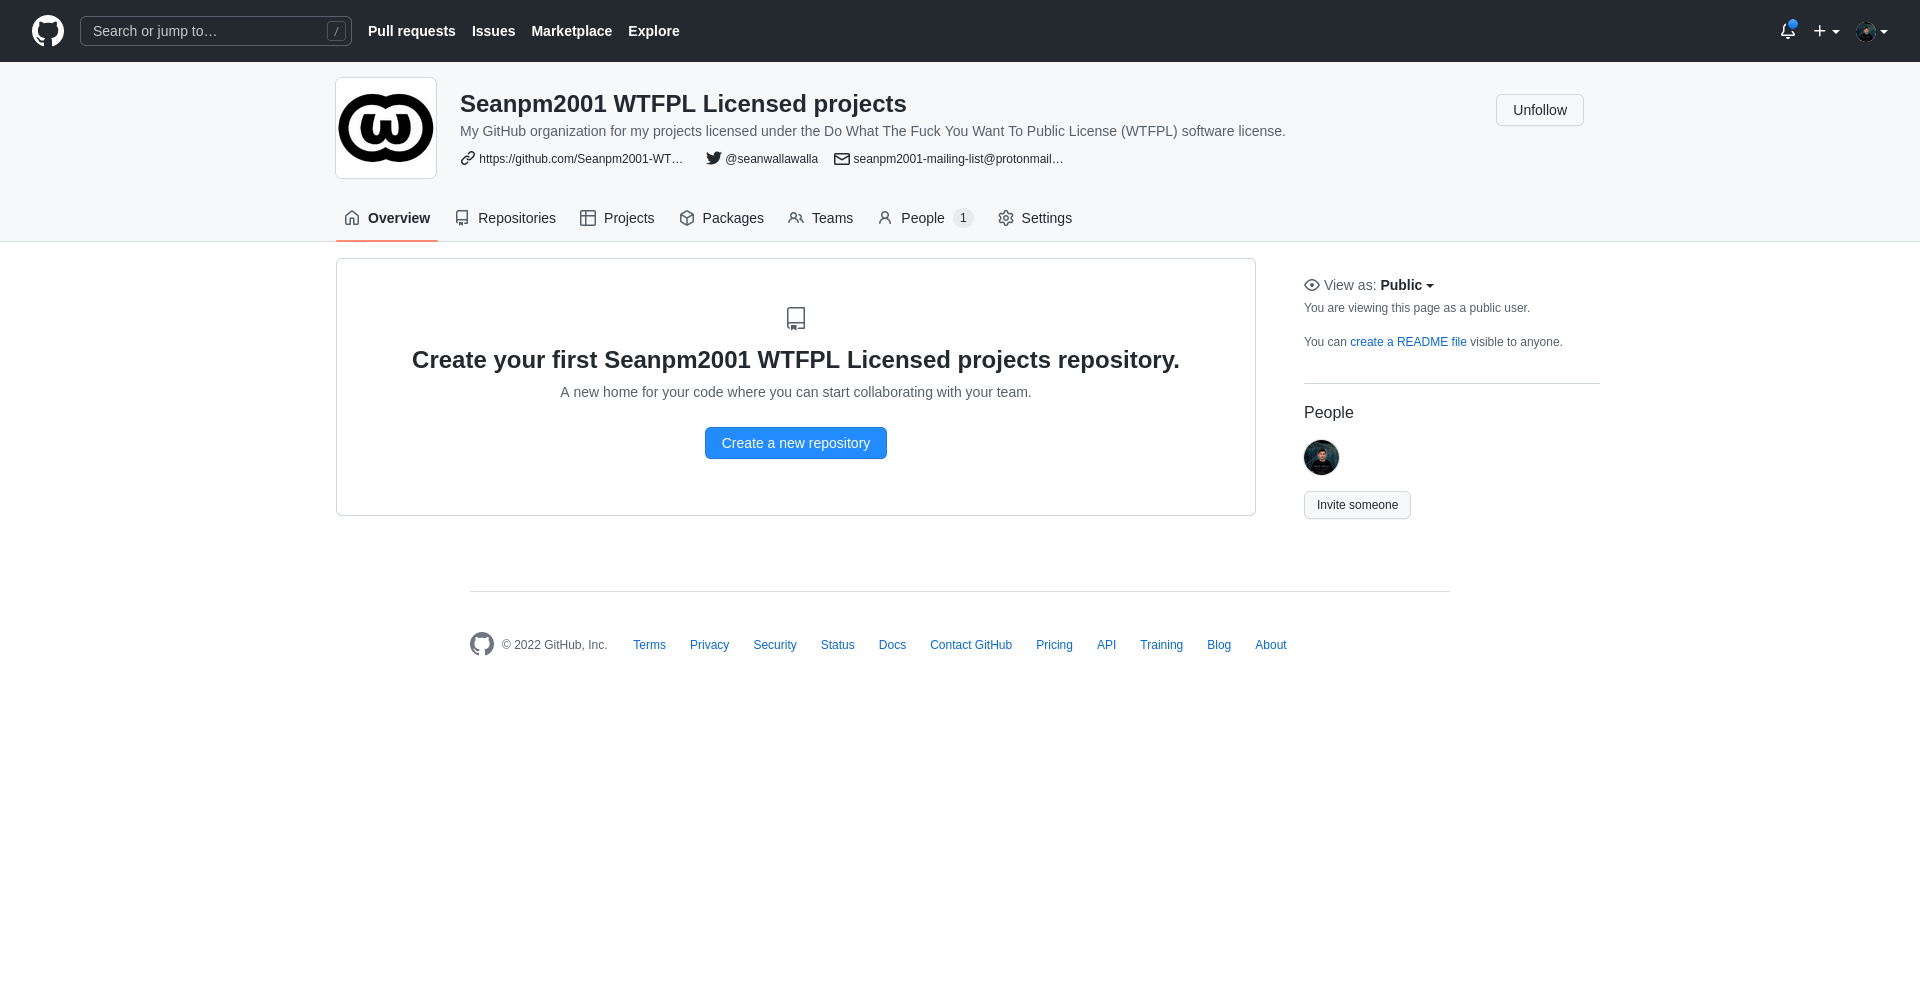 Search or jump to… /
Pull requests Issues Marketplace Explore
Seanpm2001 WTFPL Licensed projects
Unfollow
My GitHub organization for my projects licensed under the Do What The Fuck You Want To Public License (WTFPL) software license.
https://github.com/Seanpm2001-WT… @seanwallawalla seanpm2001-mailing-list@protonmail…
Overview Repositories Projects Packages Teams People 1 Settings
Create your first Seanpm2001 WTFPL Licensed projects repository.
A new home for your code where you can start collaborating with your team.
Create a new repository
View as: Public
You are viewing this page as a public user.
You can create a README file visible to anyone.
People
Invite someone
© 2022 GitHub, Inc. Terms Privacy Security Status Docs Contact GitHub Pricing API Training Blog About